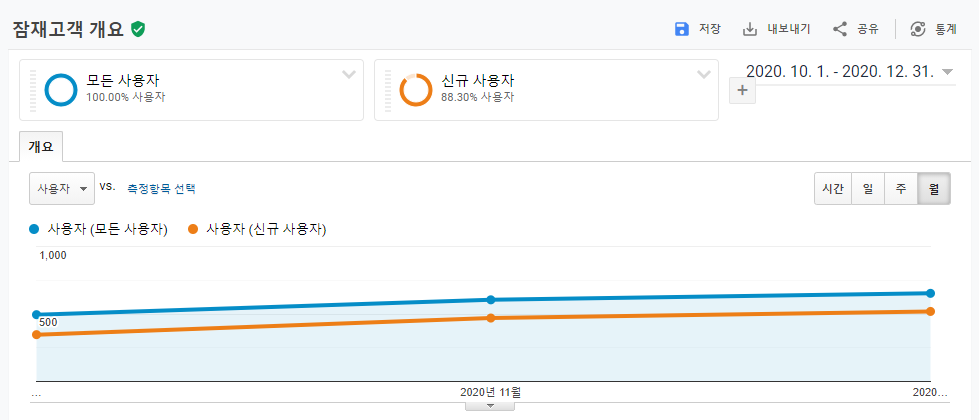 잠재고객 개요
저장 내보내기 공유 통계
모든 사용자
100.00% 사용자
신규 사용자
88.30% 사용자
2020. 10. 1. - 2020. 12. 31.
+
개요
사용자 vs. 측정항목 선택
시간 일 주 월
사용자 (모든 사용자) 사용자 (신규 사용자)
1,000
500
... 2020년 11월 2020...